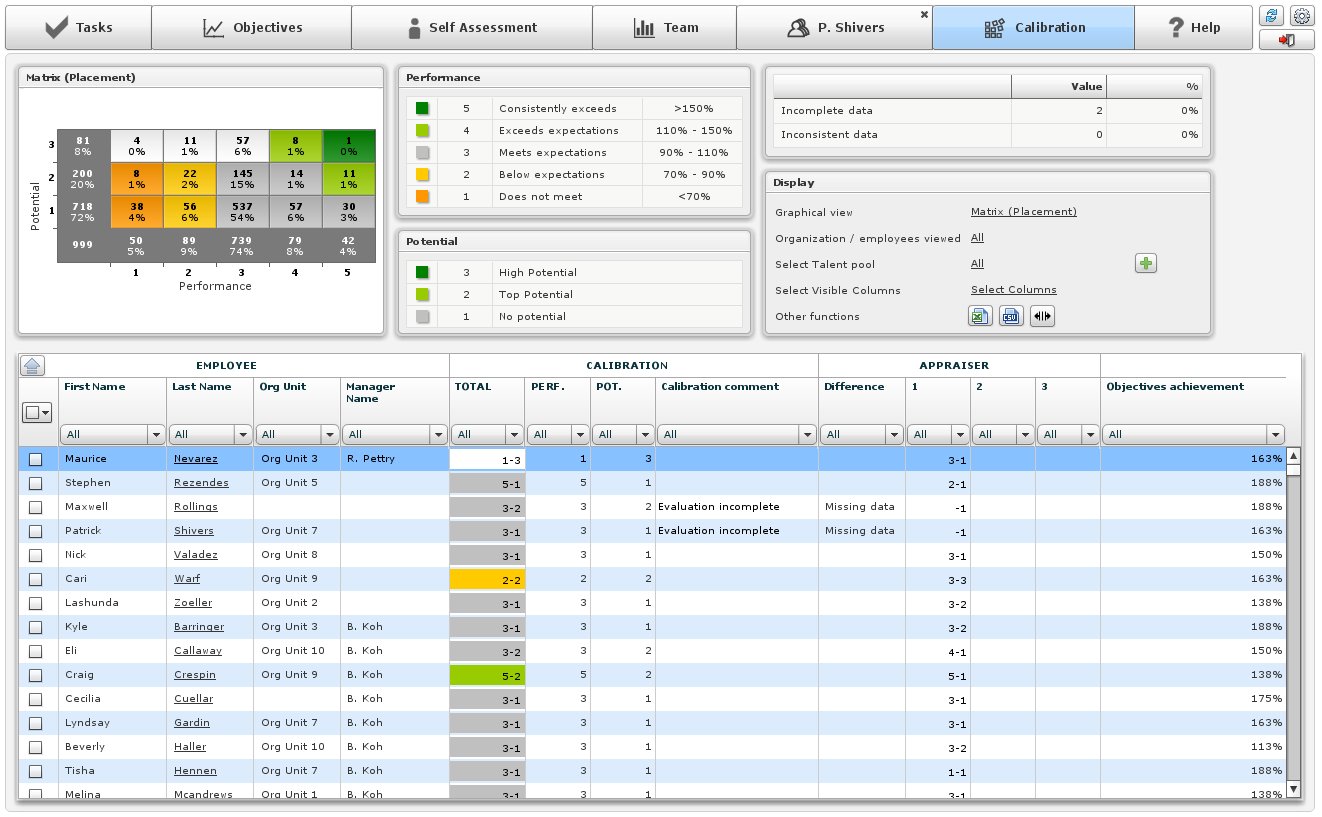 Tasks Objectives Self Assessment Team P. Shivers Calibration Help
Matrix (Placement)
3 81 4 11 57 8 1
8% 0% 1% 6% 1% 0%
2 200 8 22 145 14 11
20% 1% 2% 15% 1% 1%
1 718 38 56 537 57 30
72% 4% 6% 54% 6% 3%
999 50 89 739 79 42
5% 9% 74% 8% 4%
1 2 3 4 5
Potential
Performance
Performance
5 Consistently exceeds >150%
4 Exceeds expectations 110% - 150%
3 Meets expectations 90% - 110%
2 Below expectations 70% - 90%
1 Does not meet <70%
Potential
3 High Potential
2 Top Potential
1 No potential
Value %
Incomplete data 2 0%
Inconsistent data 0 0%
Display
Graphical view Matrix (Placement)
Organization / employees viewed All
Select Talent pool All
Select Visible Columns Select Columns
Other functions CSV
EMPLOYEE CALIBRATION APPRAISER
First Name Last Name Org Unit Manager Name TOTAL PERF. POT. Calibration comment Difference 1 2 3 Objectives achievement
All All All All All All All All All All All All All
Maurice Nevarez Org Unit 3 R. Pettry 1-3 1 3 3-1 163%
Stephen Rezendes Org Unit 5 5-1 5 1 2-1 188%
Maxwell Rollings 3-2 3 2 Evaluation incomplete Missing data -1 188%
Patrick Shivers Org Unit 7 3-1 3 1 Evaluation incomplete Missing data -1 163%
Nick Valadez Org Unit 8 3-1 3 1 3-1 150%
Cari Warf Org Unit 9 2-2 2 2 3-3 163%
Lashunda Zoeller Org Unit 2 3-1 3 1 3-2 138%
Kyle Barringer Org Unit 3 B. Koh 3-1 3 1 3-2 188%
Eli Callaway Org Unit 10 B. Koh 3-2 3 2 4-1 150%
Craig Crespin Org Unit 9 B. Koh 5-2 5 2 5-1 138%
Cecilia Cuellar B. Koh 3-1 3 1 3-1 175%
Lyndsay Gardin Org Unit 7 B. Koh 3-1 3 1 3-1 163%
Beverly Haller Org Unit 10 B. Koh 3-1 3 1 3-2 113%
Tisha Hennen Org Unit 7 B. Koh 3-1 3 1 1-1 188%
Melina Mcandrews Org Unit 1 B. Koh 3-1 3 1 3-1 138%